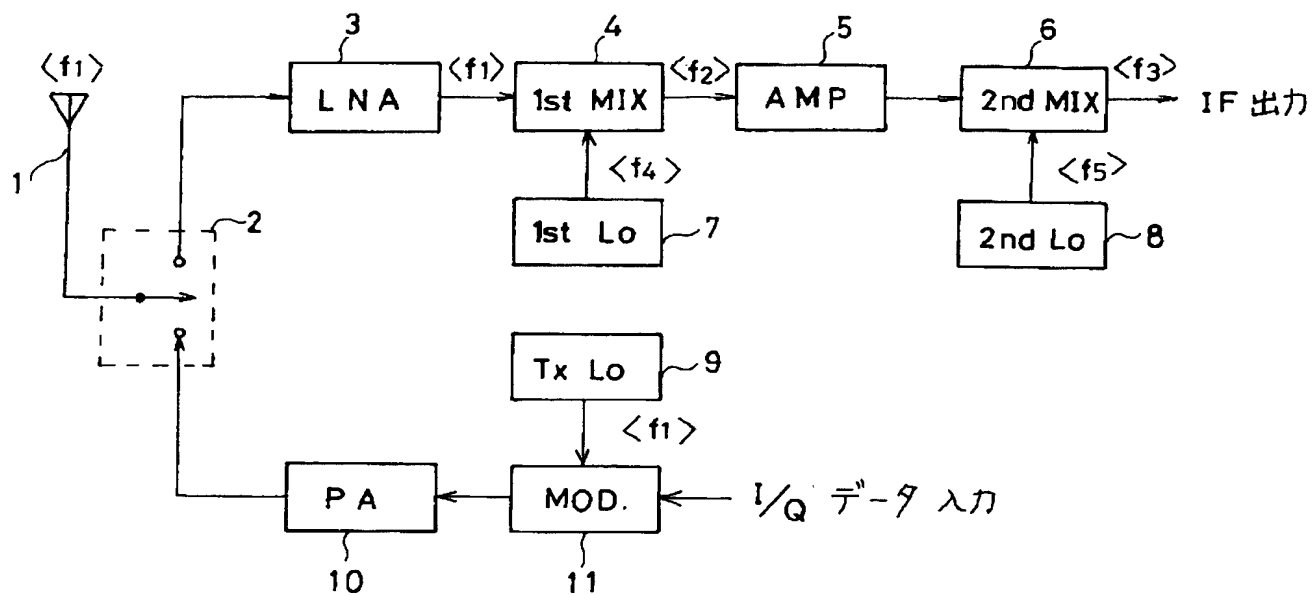 3
4
5
6
<f1>
LNA
<f1>
1st MIX
<f2>
AMP
2nd MIX
<f3>
IF 出力
1
<f4>
<f5>
2
1st Lo
7
2nd Lo
8
Tx Lo
9
<f1>
PA
MOD.
I/Q データ 入力
10
11